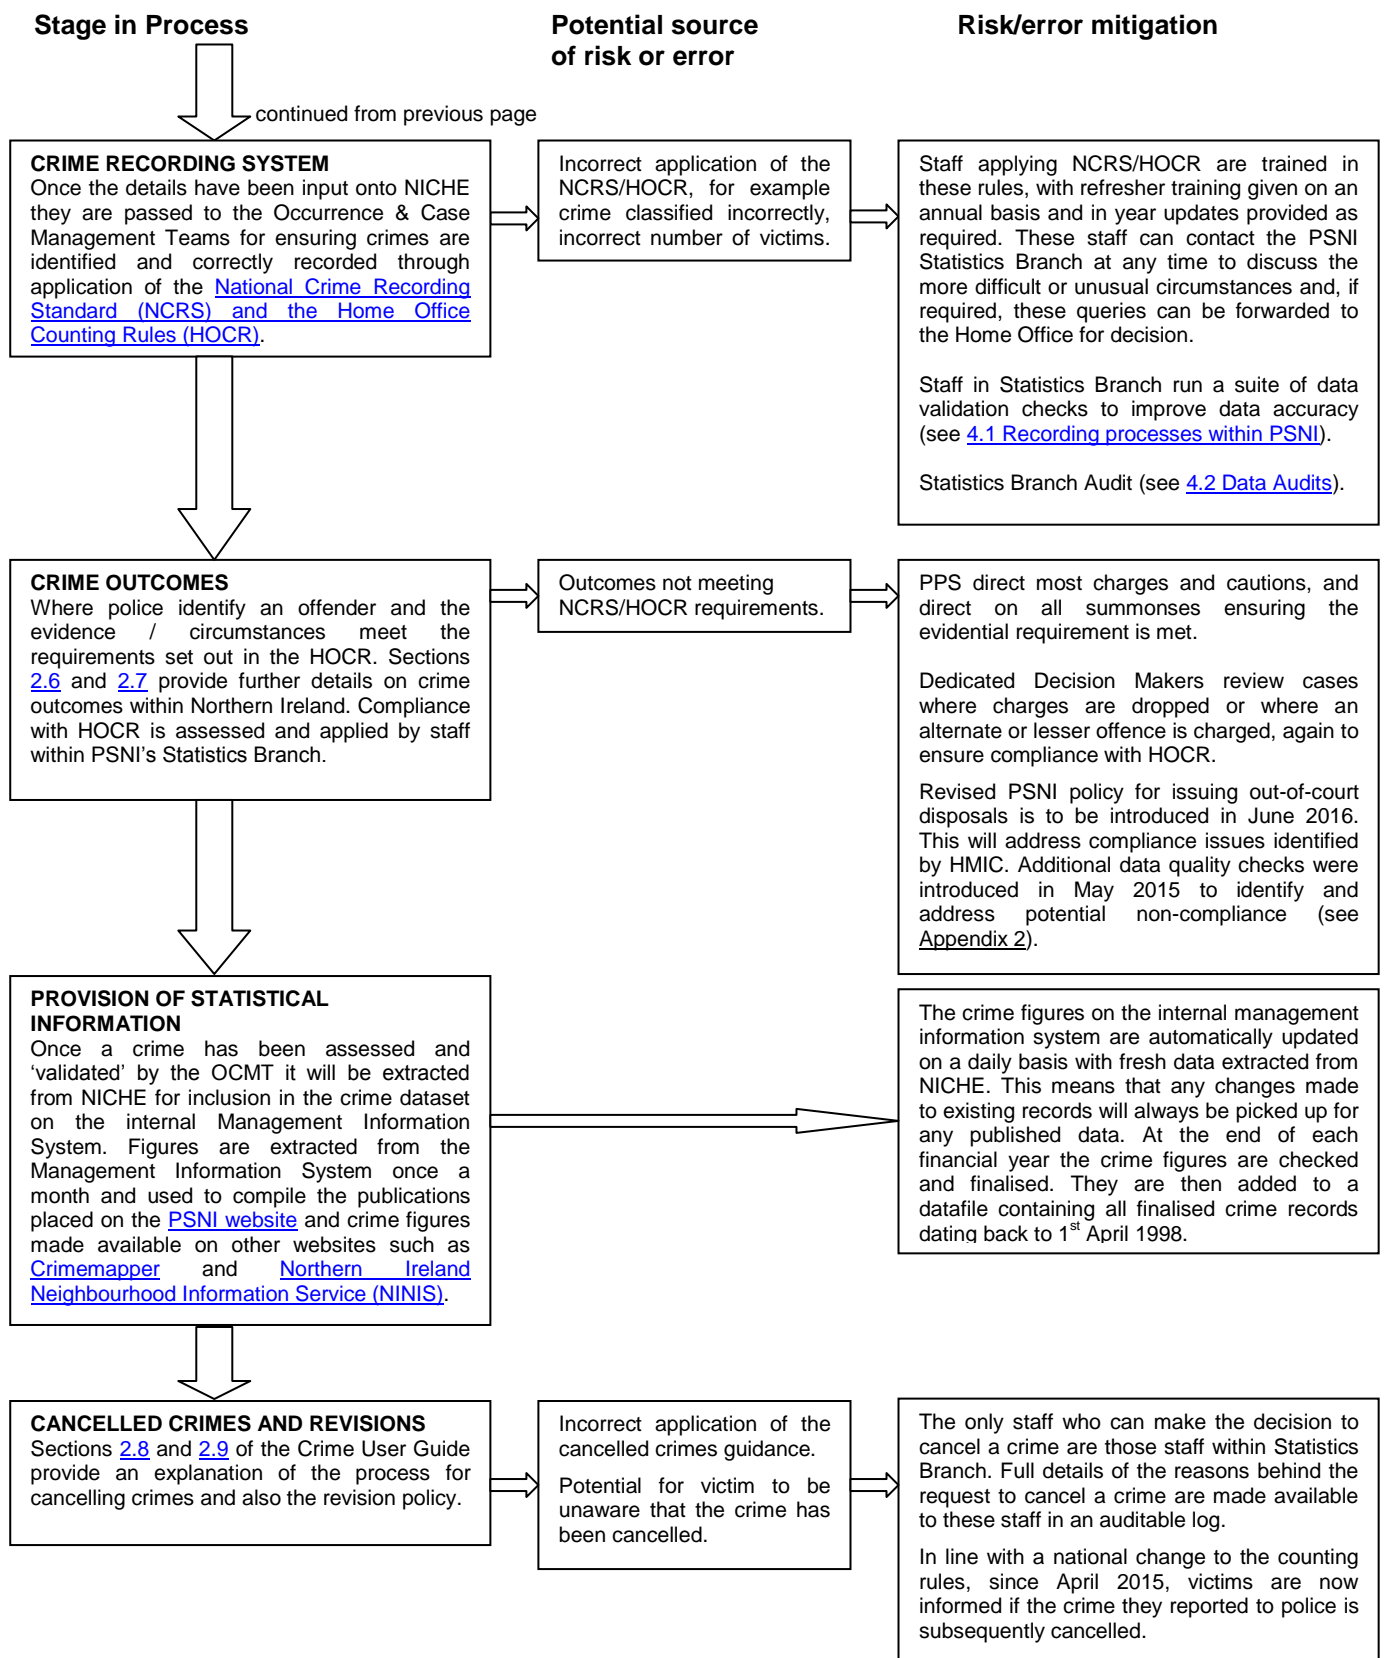 Stage in Process
Potential source
of risk or error
Risk/error mitigation
continued from previous page
CRIME RECORDING SYSTEM
Once the details have been input onto NICHE
they are passed to the Occurrence & Case
Management Teams for ensuring crimes are
identified and correctly recorded through
application of the National Crime Recording
Standard (NCRS) and the Home Office
Counting Rules (HOCR).
Incorrect application of the
NCRS/HOCR, for example
crime classified incorrectly,
incorrect number of victims.
Staff applying NCRS/HOCR are trained in
these rules, with refresher training given on an
annual basis and in year updates provided as
required. These staff can contact the PSNI
Statistics Branch at any time to discuss the
more difficult or unusual circumstances and, if
required, these queries can be forwarded to
the Home Office for decision.
Staff in Statistics Branch run a suite of data
validation checks to improve data accuracy
(see 4.1 Recording processes within PSNI).
Statistics Branch Audit (see 4.2 Data Audits).
CRIME OUTCOMES
Where police identify an offender and the
evidence / circumstances meet the
requirements set out in the HOCR. Sections
2.6 and 2.7 provide further details on crime
outcomes within Northern Ireland. Compliance
with HOCR is assessed and applied by staff
within PSNI's Statistics Branch.
Outcomes not meeting
NCRS/HOCR requirements.
PPS direct most charges and cautions, and
direct on all summonses ensuring the
evidential requirement is met.
Dedicated Decision Makers review cases
where charges are dropped or where an
alternate or lesser offence is charged, again to
ensure compliance with HOCR.
Revised PSNI policy for issuing out-of-court
disposals is to be introduced in June 2016.
This will address compliance issues identified
by HMIC. Additional data quality checks were
introduced in May 2015 to identify and
address potential non-compliance (see
Appendix 2).
PROVISION OF STATISTICAL
INFORMATION
Once a crime has been assessed and
‘validated’ by the OCMT it will be extracted
from NICHE for inclusion in the crime dataset
on the internal Management Information
System. Figures are extracted from the
Management Information System once a
month and used to compile the publications
placed on the PSNI website and crime figures
made available on other websites such as
Crimemapper and Northern Ireland
Neighbourhood Information Service (NINIS).
The crime figures on the internal management
information system are automatically updated
on a daily basis with fresh data extracted from
NICHE. This means that any changes made
to existing records will always be picked up for
any published data. At the end of each
financial year the crime figures are checked
and finalised. They are then added to a
datafile containing all finalised crime records
dating back to 1st April 1998.
CANCELLED CRIMES AND REVISIONS
Sections 2.8 and 2.9 of the Crime User Guide
provide an explanation of the process for
cancelling crimes and also the revision policy.
Incorrect application of the
cancelled crimes guidance.
Potential for victim to be
unaware that the crime has
been cancelled.
The only staff who can make the decision to
cancel a crime are those staff within Statistics
Branch. Full details of the reasons behind the
request to cancel a crime are made available
to these staff in an auditable log.
In line with a national change to the counting
rules, since April 2015, victims are now
informed if the crime they reported to police is
subsequently cancelled.